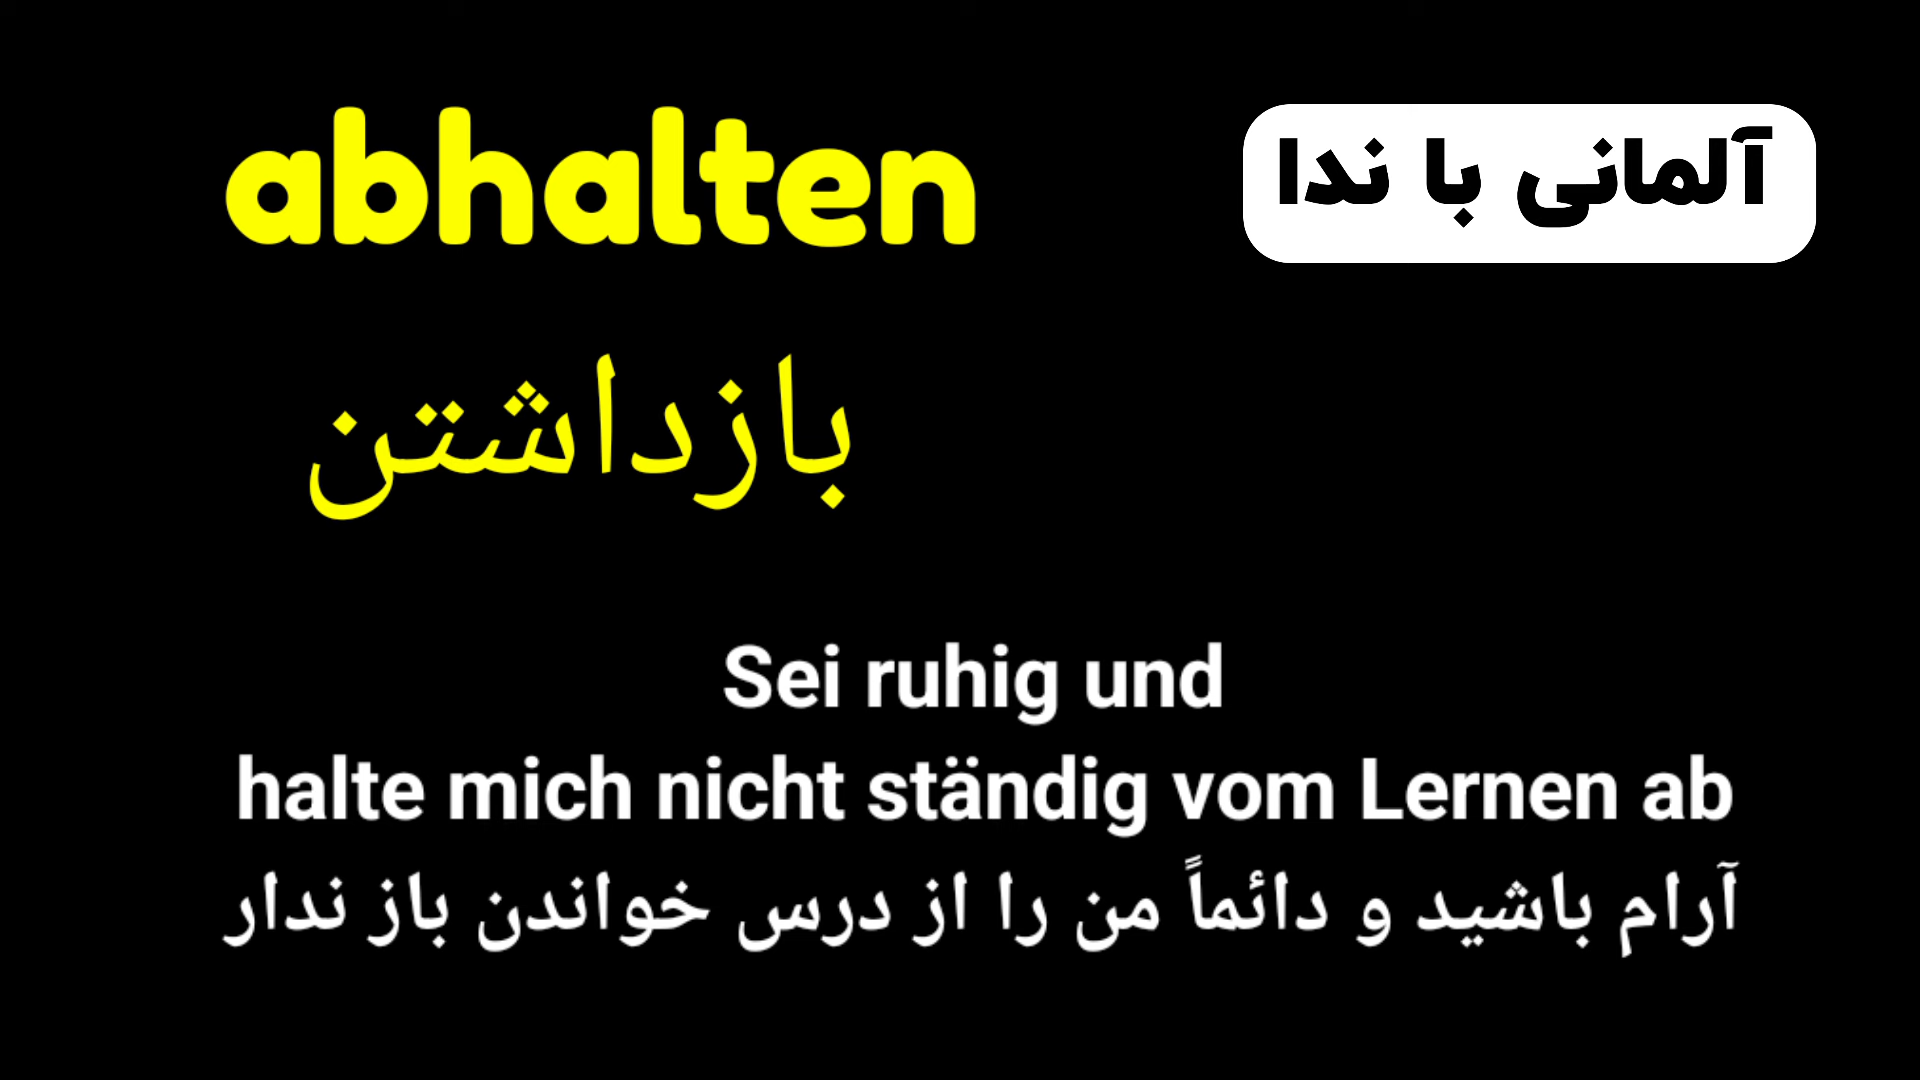 abhalten
آلمانی با ندا
بازداشتن
Sei ruhig und
halte mich nicht ständig vom Lernen ab
آرام باشید و دائماً من را از درس خواندن باز ندار